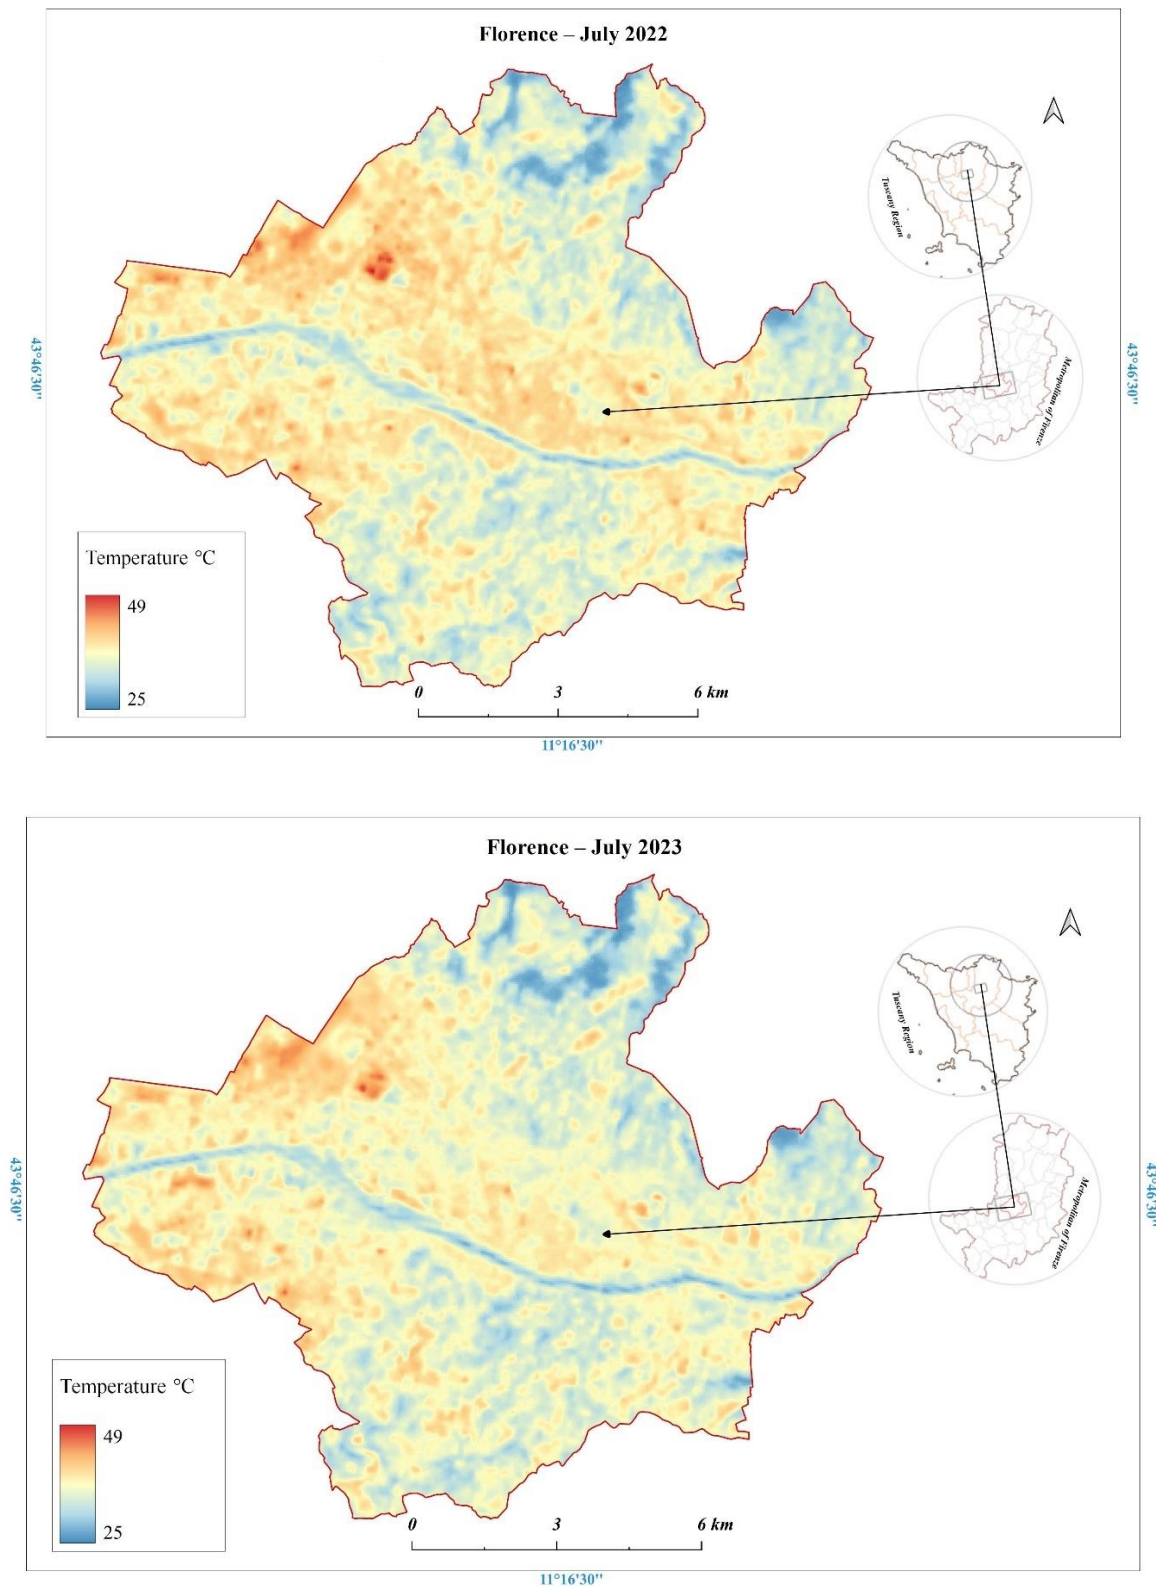 Florence – July 2022
Tuscany Region
Metropolitan of Firenze
43°46'30"
43°46'30"
Temperature °C
49
25
0 3 6 km
11°16'30"
Florence – July 2023
Tuscany Region
Metropolitan of Firenze
43°46'30"
43°46'30"
Temperature °C
49
25
0 3 6 km
11°16'30"